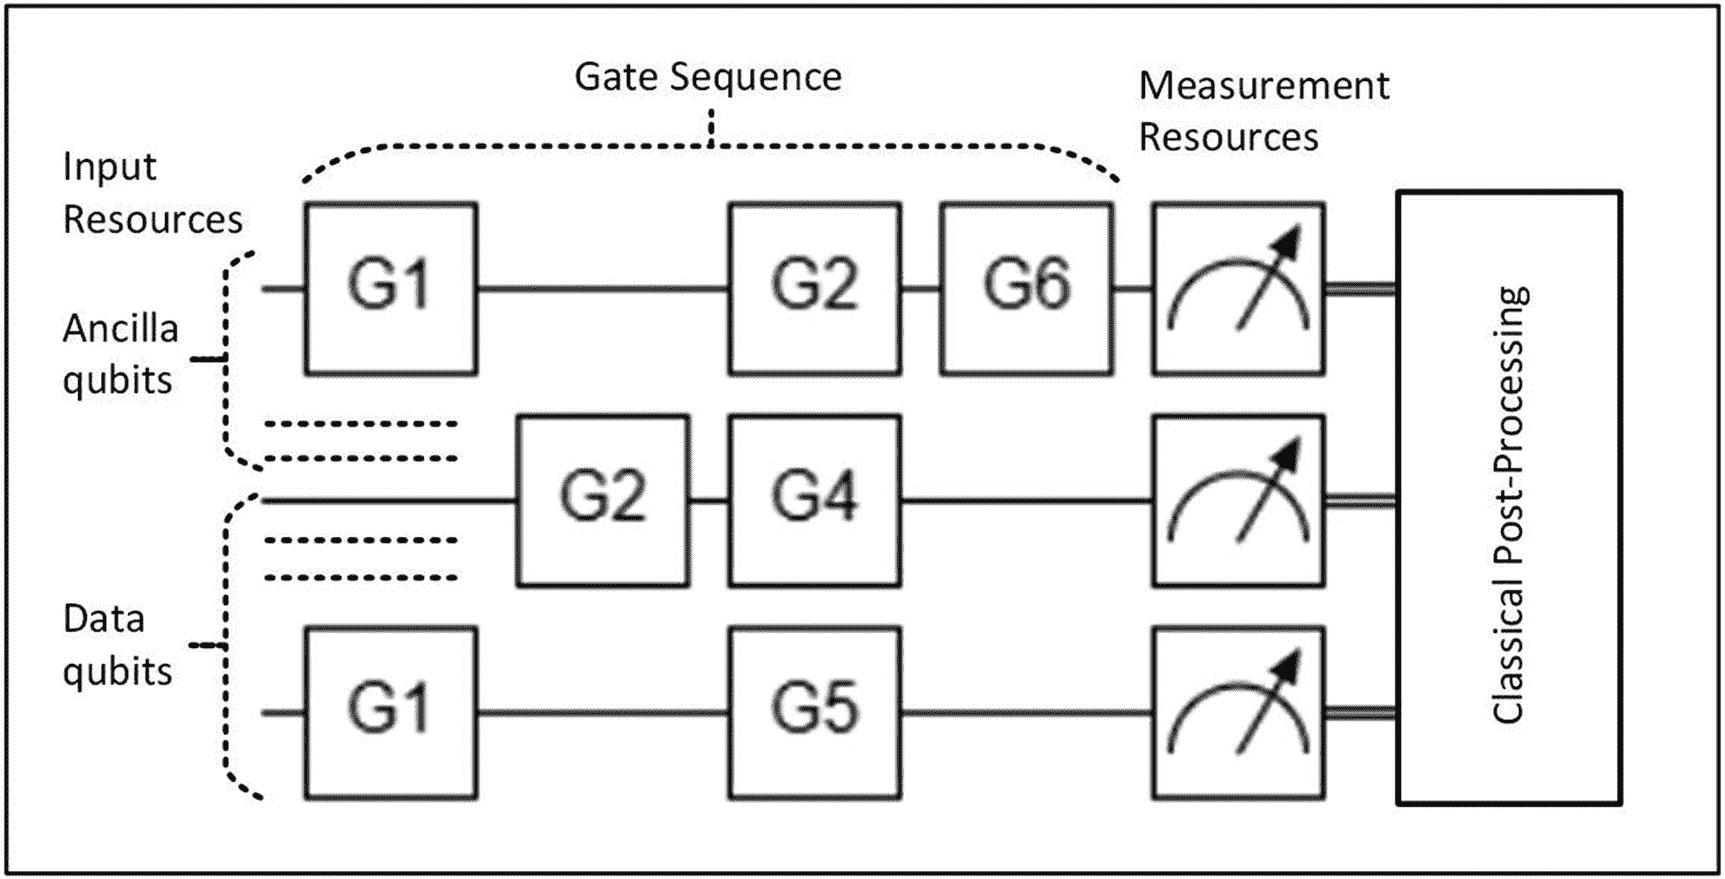 Gate Sequence
Measurement
Resources
Input
Resources
G1
G2
G6
Ancilla
qubits
G2
G4
Data
qubits
G1
G5
Classical Post-Processing